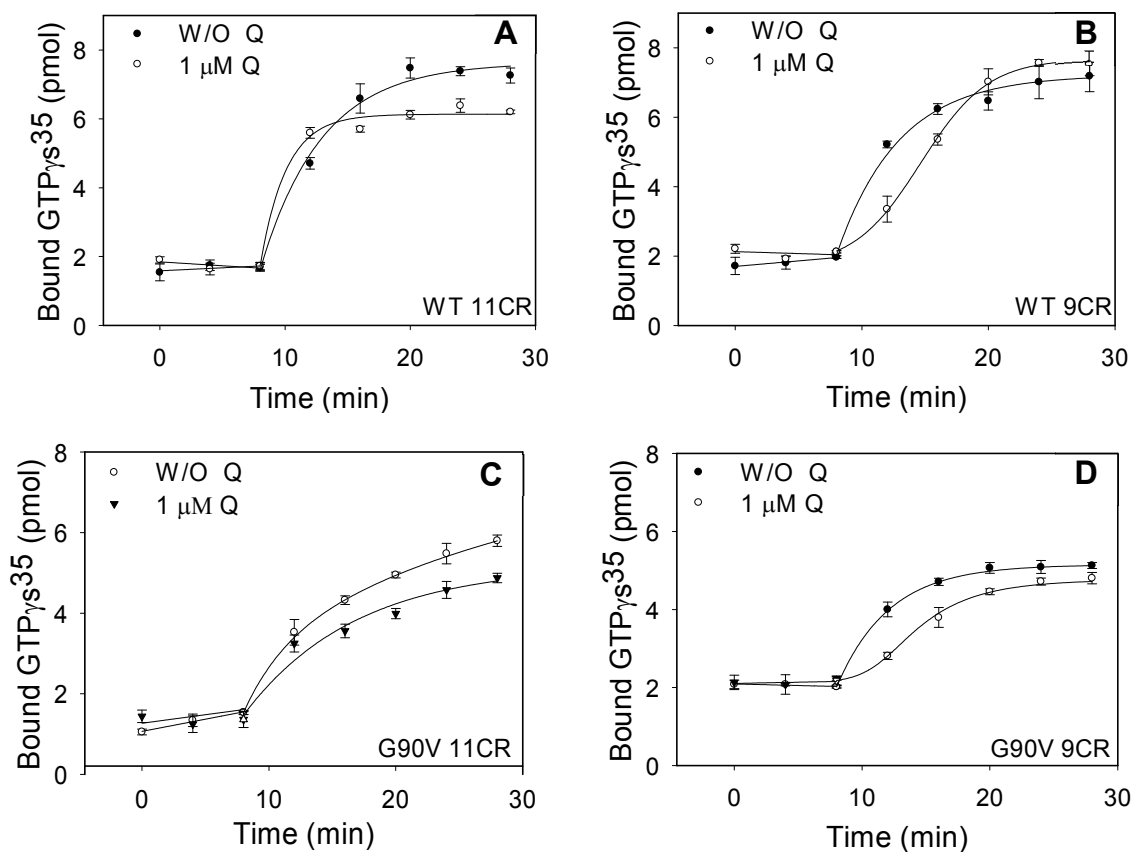 A
W/O Q
1 μM Q
Bound GTPγs35 (pmol)
8
6
4
2
0
WT 11CR
0 10 20 30
Time (min)
B
W/O Q
1 μM Q
Bound GTPγs35 (pmol)
8
6
4
2
0
WT 9CR
0 10 20 30
Time (min)
C
W/O Q
1 μM Q
Bound GTPγs35 (pmol)
8
6
4
2
0
G90V 11CR
0 10 20 30
Time (min)
D
W/O Q
1 μM Q
Bound GTPγs35 (pmol)
8
6
4
2
0
G90V 9CR
0 10 20 30
Time (min)